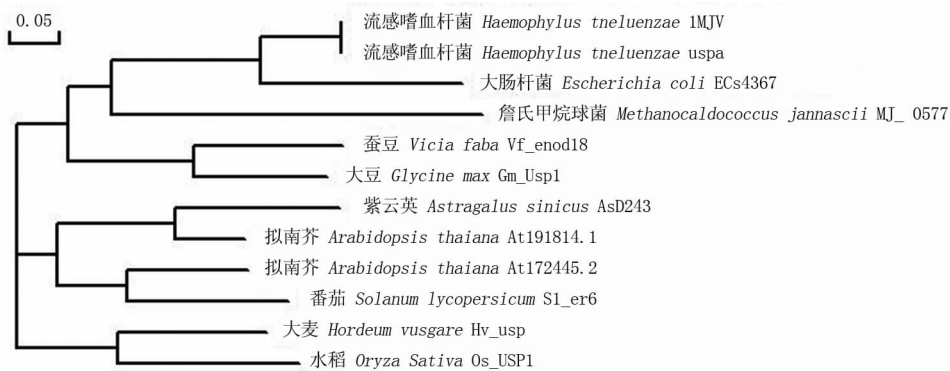 0.05
流感嗜血杆菌 Haemophylus tneluenzae 1MJV
流感嗜血杆菌 Haemophylus tneluenzae uspa
大肠杆菌 Escherichia coli ECs4367
詹氏甲烷球菌 Methanocaldococcus jannascii MJ_ 0577
蚕豆 Vicia faba Vf_enod18
大豆 Glycine max Gm_Usp1
紫云英 Astragalus sinicus AsD243
拟南芥 Arabidopsis thaiana At191814.1
拟南芥 Arabidopsis thaiana At172445.2
番茄 Solanum lycopersicum S1_er6
大麦 Hordeum vusgare Hv_usp
水稻 Oryza Sativa Os_USP1